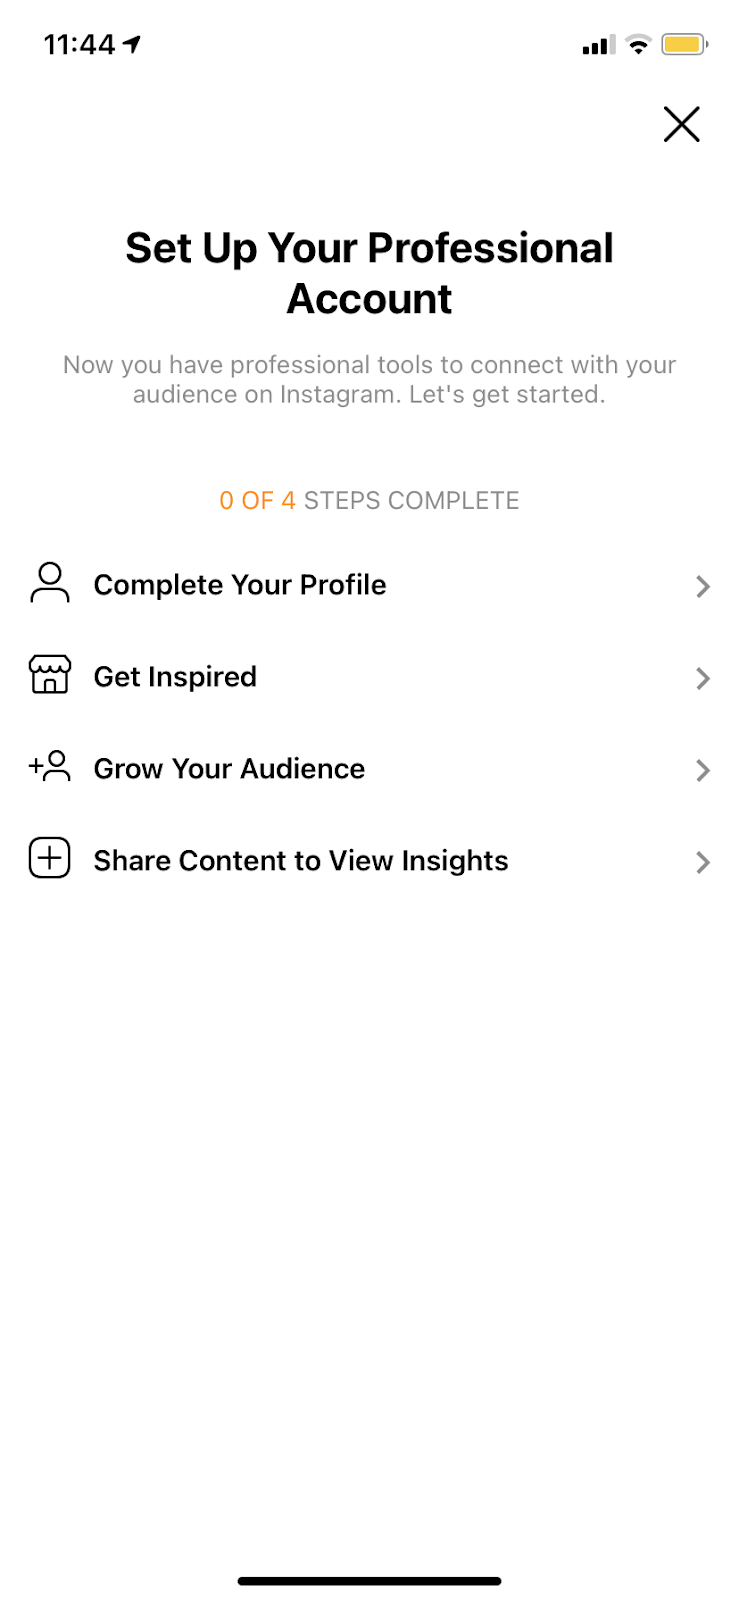 11:44
Set Up Your Professional
Account
Now you have professional tools to connect with your
audience on Instagram. Let's get started.
0 OF 4 STEPS COMPLETE
Complete Your Profile
Get Inspired
Grow Your Audience
Share Content to View Insights